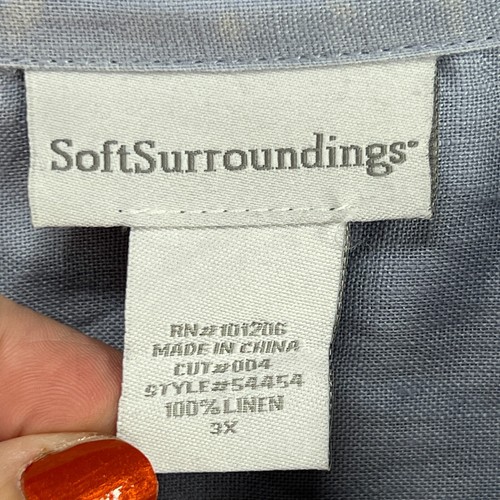 SoftSurroundings®
RN#101206
MADE IN CHINA
CUT#004
STYLE#54454
100% LINEN
3X